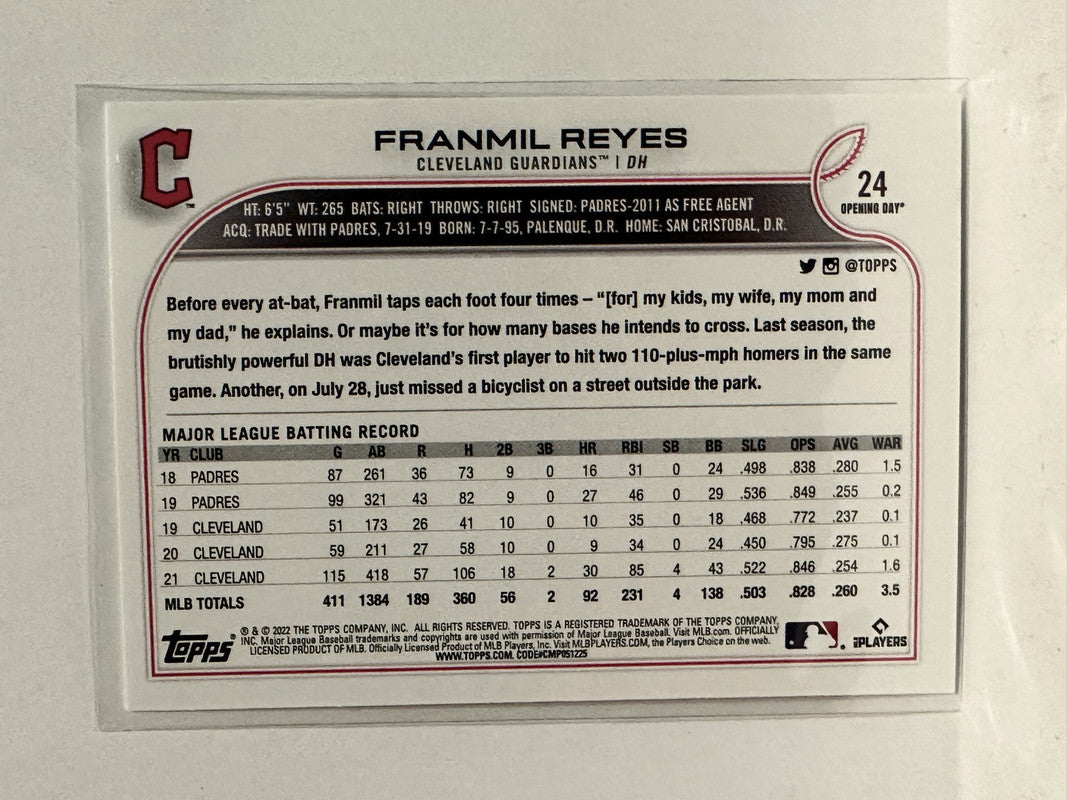 C
™
FRANMIL REYES
CLEVELAND GUARDIANS™ | DH
24
OPENING DAY®
HT: 6'5" WT: 265 BATS: RIGHT THROWS: RIGHT SIGNED: PADRES-2011 AS FREE AGENT
ACQ: TRADE WITH PADRES, 7-31-19 BORN: 7-7-95, PALENQUE, D.R. HOME: SAN CRISTOBAL, D.R.
@TOPPS
Before every at-bat, Franmil taps each foot four times – “[for] my kids, my wife, my mom and
my dad,” he explains. Or maybe it’s for how many bases he intends to cross. Last season, the
brutishly powerful DH was Cleveland’s first player to hit two 110-plus-mph homers in the same
game. Another, on July 28, just missed a bicyclist on a street outside the park.
MAJOR LEAGUE BATTING RECORD
YR CLUB G AB R H 2B 3B HR RBI SB BB SLG OPS AVG WAR
18 PADRES 87 261 36 73 9 0 16 31 0 24 .498 .838 .280 1.5
19 PADRES 99 321 43 82 9 0 27 46 0 29 .536 .849 .255 0.2
19 CLEVELAND 51 173 26 41 10 0 10 35 0 18 .468 .772 .237 0.1
20 CLEVELAND 59 211 27 58 10 0 9 34 0 24 .450 .795 .275 0.1
21 CLEVELAND 115 418 57 106 18 2 30 85 4 43 .522 .846 .254 1.6
MLB TOTALS 411 1384 189 360 56 2 92 231 4 138 .503 .828 .260 3.5
Topps®
® & © 2022 THE TOPPS COMPANY, INC. ALL RIGHTS RESERVED. TOPPS IS A REGISTERED TRADEMARK OF THE TOPPS COMPANY,
INC. Major League Baseball trademarks and copyrights are used with permission of Major League Baseball. Visit MLB.com. OFFICIALLY
LICENSED PRODUCT OF MLB. Officially Licensed Product of MLB Players, Inc. Visit MLBPLAYERS.COM, the Players Choice on the web.
WWW.TOPPS.COM. CODE#CMP051225
PLAYERS